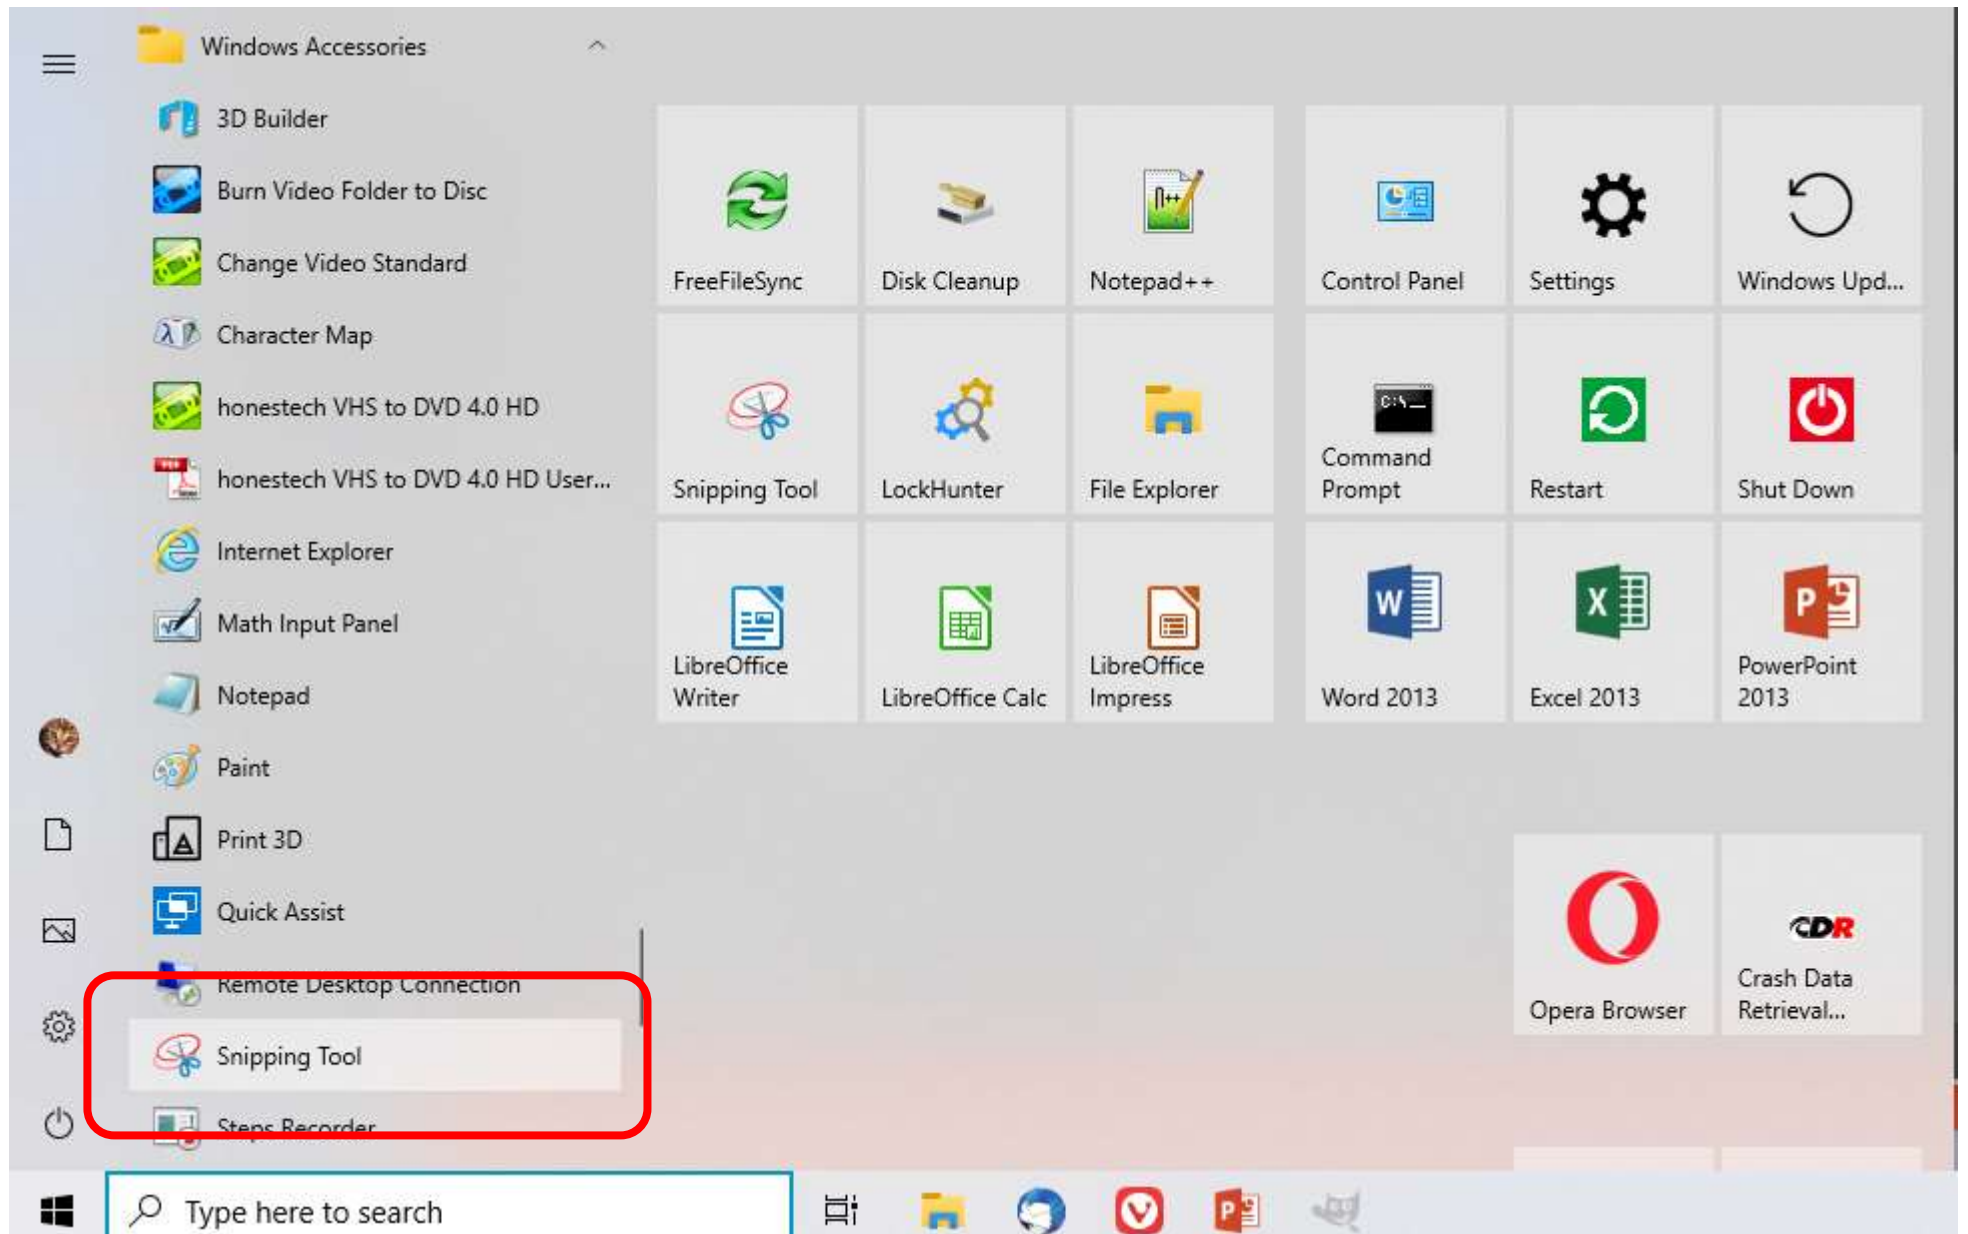 Windows Accessories
3D Builder
Burn Video Folder to Disc
Change Video Standard
Character Map
honestech VHS to DVD 4.0 HD
honestech VHS to DVD 4.0 HD User...
Internet Explorer
Math Input Panel
Notepad
Paint
Print 3D
Quick Assist
Remote Desktop Connection
Snipping Tool
Steps Recorder
FreeFileSync
Disk Cleanup
Notepad++
Control Panel
Settings
Windows Upd...
Snipping Tool
LockHunter
File Explorer
Command
Prompt
Restart
Shut Down
LibreOffice
Writer
LibreOffice Calc
LibreOffice
Impress
Word 2013
Excel 2013
PowerPoint
2013
Opera Browser
CDR
Crash Data
Retrieval...
Type here to search